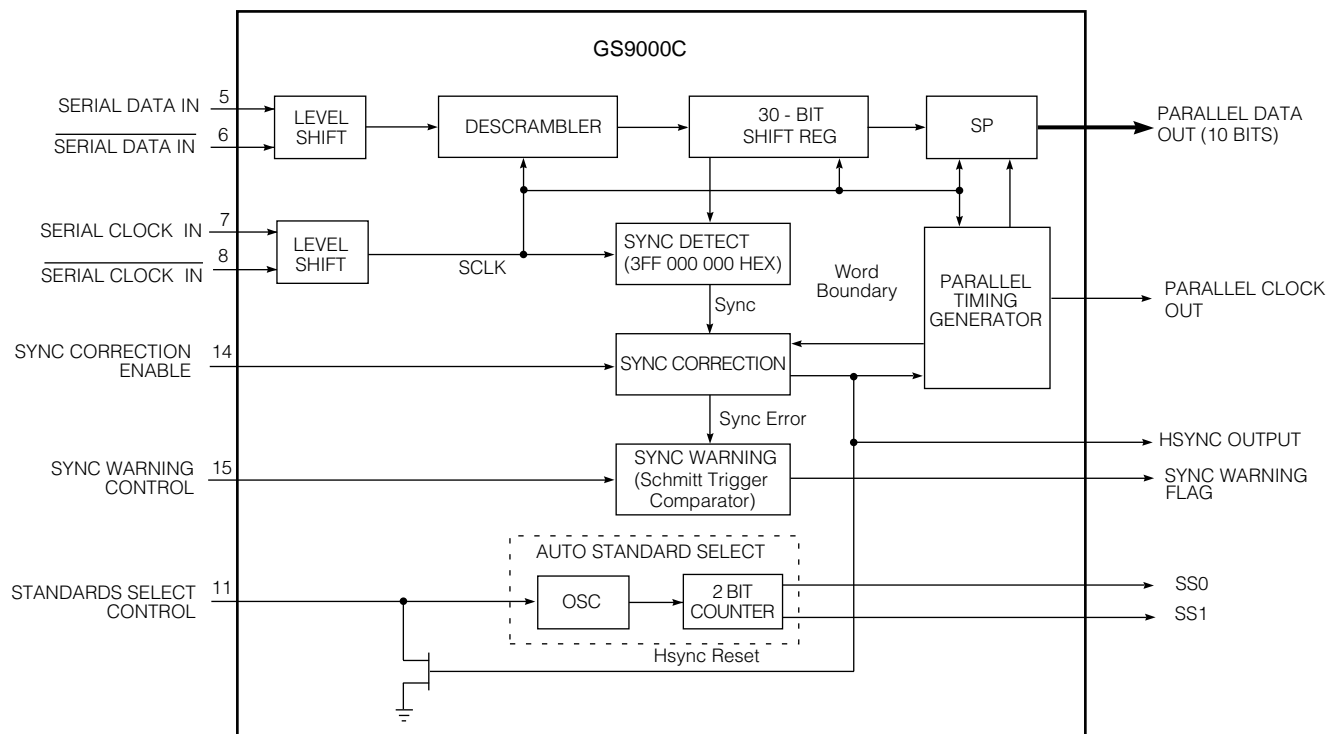 GS9000C
SERIAL DATA IN
5
SERIAL DATA IN
6
LEVEL
SHIFT
DESCRAMBLER
30 - BIT
SHIFT REG
SP
PARALLEL DATA
OUT (10 BITS)
SERIAL CLOCK IN
7
SERIAL CLOCK IN
8
LEVEL
SHIFT
SCLK
SYNC DETECT
(3FF 000 000 HEX)
Word
Boundary
PARALLEL
TIMING
GENERATOR
PARALLEL CLOCK
OUT
Sync
SYNC CORRECTION
ENABLE
14
SYNC CORRECTION
Sync Error
HSYNC OUTPUT
SYNC WARNING
CONTROL
15
SYNC WARNING
(Schmitt Trigger
Comparator)
SYNC WARNING
FLAG
AUTO STANDARD SELECT
STANDARDS SELECT
CONTROL
11
OSC
2 BIT
COUNTER
SS0
SS1
Hsync Reset